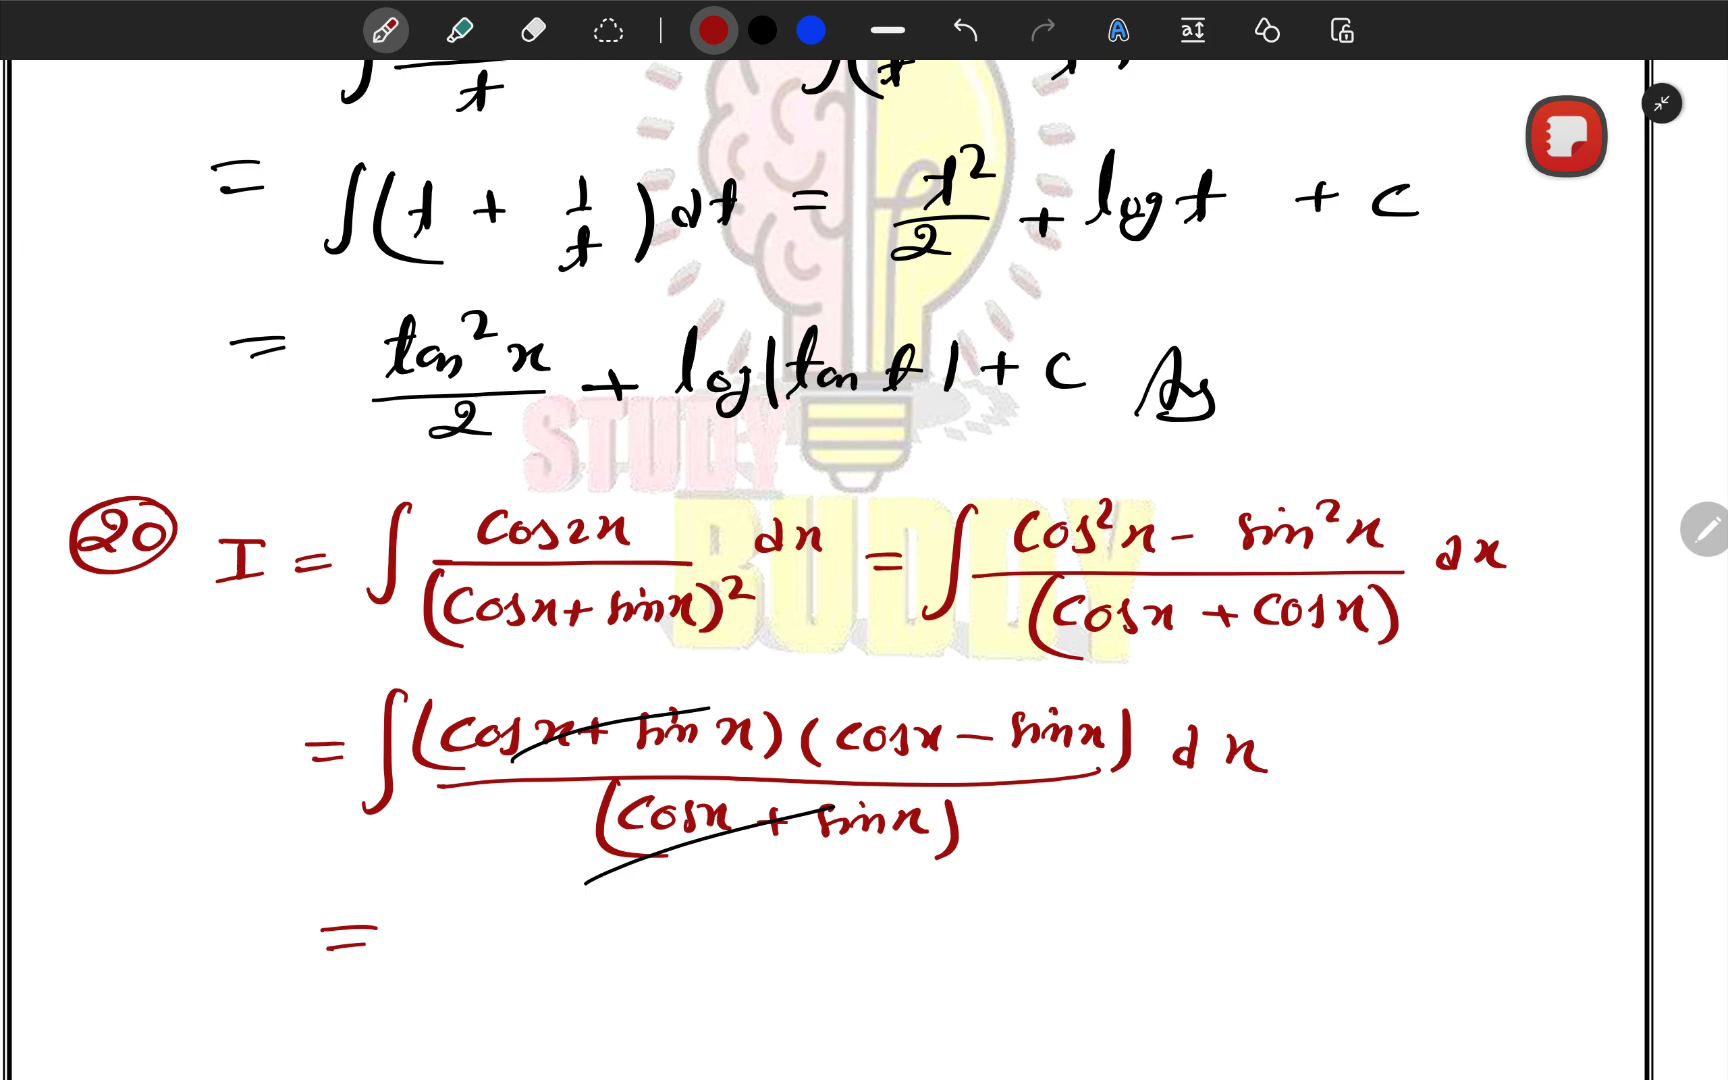 ∫ t ∫( t
= ∫(t + 1/t) dt = t²/2 + log t + c
= tan²x/2 + log|tan t| + c Ans
STUDY
BUDDY
20 I = ∫ cos2x/(cosx + sinx)² dx = ∫ cos²x - sin²x/(cosx + cosx) dx
= ∫ (cosx + sinx)(cosx - sinx)/(cosx + sinx) dx
=